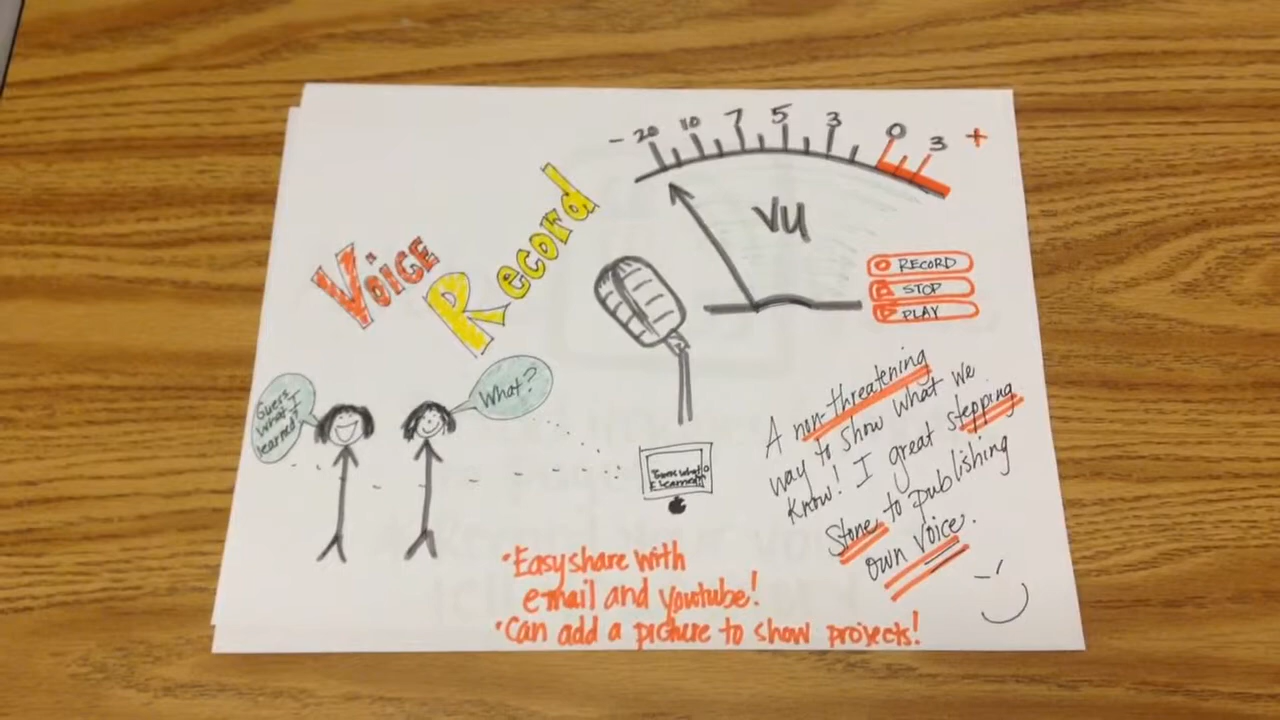 - 20 10 7 5 3 0 3 +
VU
Voice
Record
RECORD
STOP
PLAY
Guess
what I
learned?
What?
Guess what
I learned?
A non-threatening
way to show what we
know! I great stepping
stone to publishing
own voice.
• Easy share with
email and youtube!
• Can add a picture to show projects!